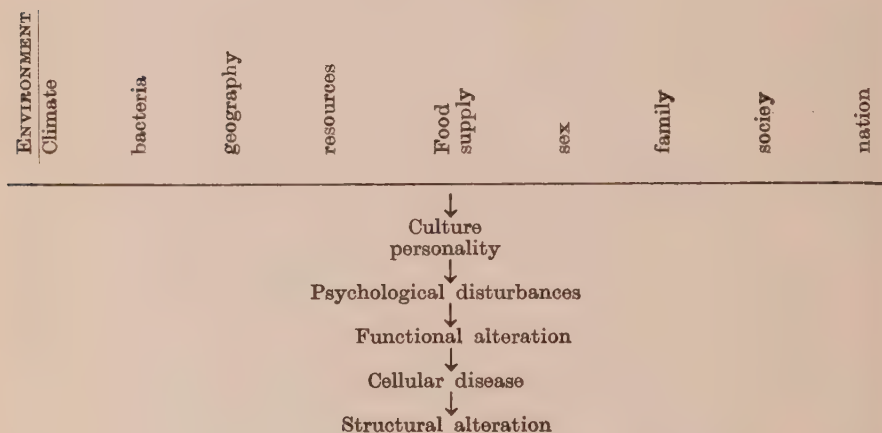 ENVIRONMENT
Climate
bacteria
geography
resources
Food
supply
sex
family
sociey
nation
Culture
personality
Psychological disturbances
Functional alteration
Cellular disease
Structural alteration